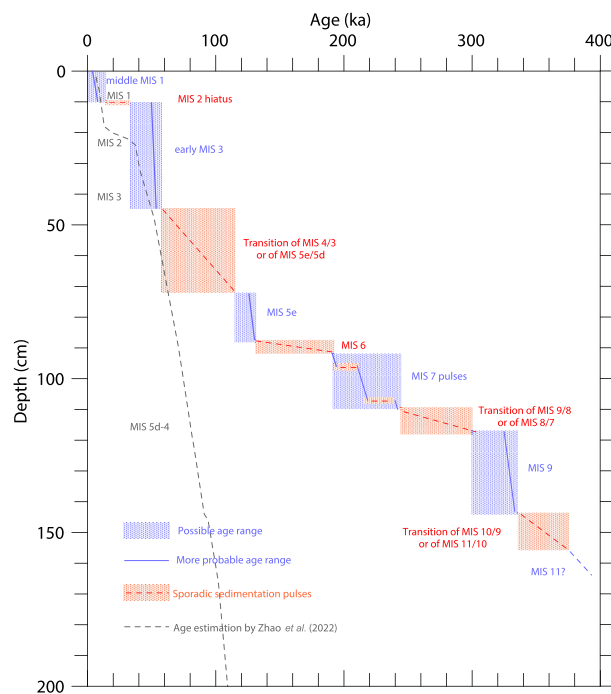 Age (ka)
0 100 200 300 400
Depth (cm)
0
50
100
150
200
middle MIS 1
MIS 1
MIS 2 hiatus
MIS 2
early MIS 3
MIS 3
Transition of MIS 4/3
or of MIS 5e/5d
MIS 5e
MIS 6
MIS 7 pulses
Transition of MIS 9/8
or of MIS 8/7
MIS 5d-4
MIS 9
Transition of MIS 10/9
or of MIS 11/10
MIS 11?
Possible age range
More probable age range
Sporadic sedimentation pulses
Age estimation by Zhao et al. (2022)